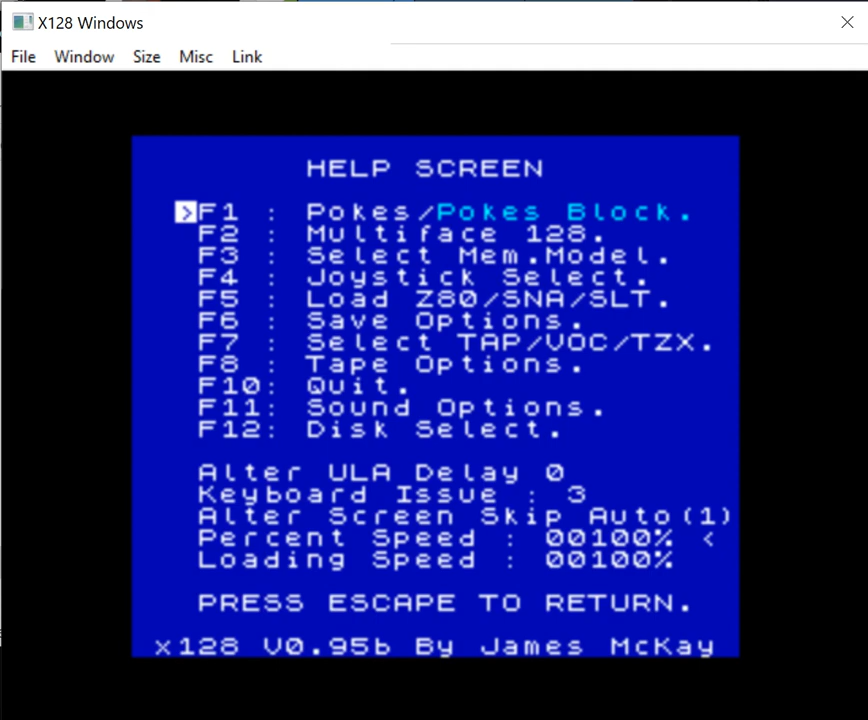 X128 Windows
File Window Size Misc Link
HELP SCREEN
>F1 : Pokes/Pokes Block.
F2 : Multiface 128.
F3 : Select Mem.Model.
F4 : Joystick Select.
F5 : Load Z80/SNA/SLT.
F6 : Save Options.
F7 : Select TAP/VOC/TZX.
F8 : Tape Options.
F10: Quit.
F11: Sound Options.
F12: Disk Select.
Alter ULA Delay 0
Keyboard Issue : 3
Alter Screen Skip Auto(1)
Percent Speed : 00100% <
Loading Speed : 00100%
PRESS ESCAPE TO RETURN.
x128 V0.95b By James McKay